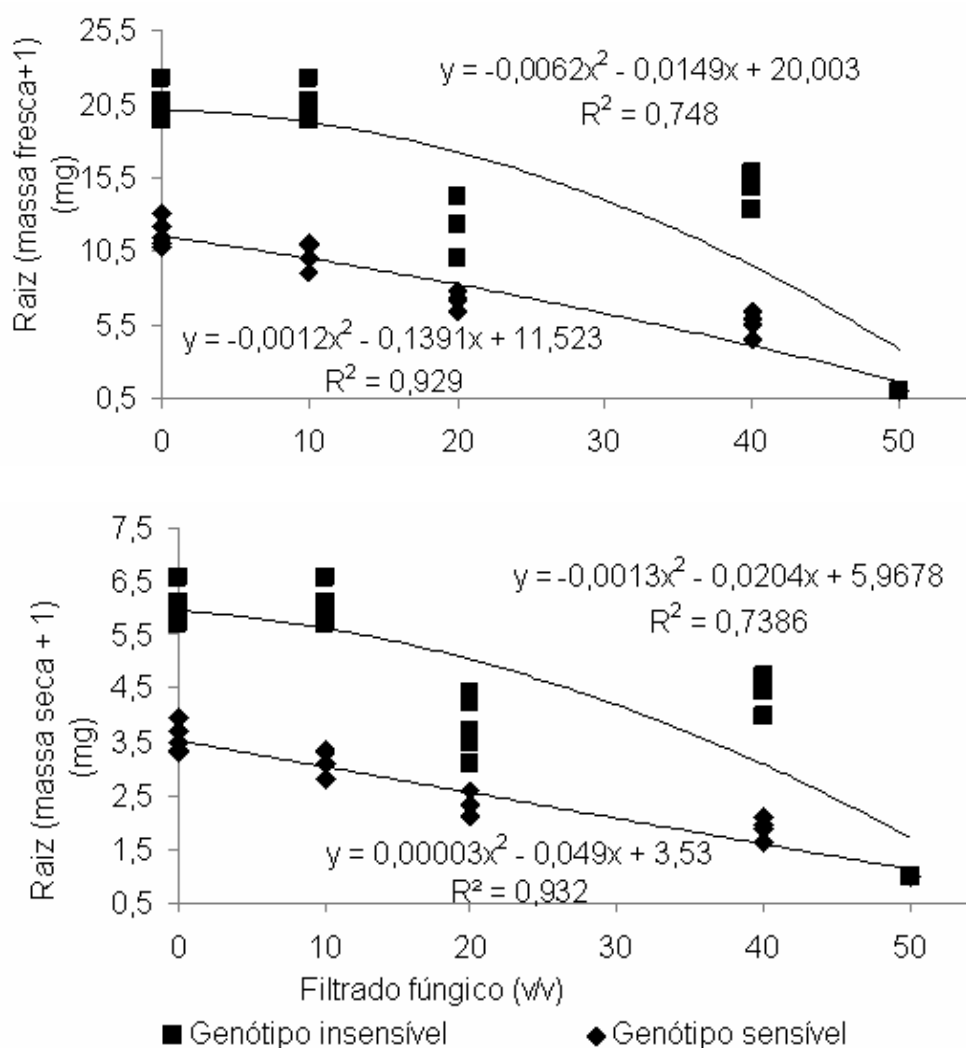 Raiz (massa fresca+1)
(mg)
25,5
20,5
15,5
10,5
5,5
0,5
y = -0,0062x² - 0,0149x + 20,003
R² = 0,748
y = -0,0012x² - 0,1391x + 11,523
R² = 0,929
0 10 20 30 40 50
Raiz (massa seca + 1)
(mg)
7,5
6,5
5,5
4,5
3,5
2,5
1,5
0,5
y = -0,0013x² - 0,0204x + 5,9678
R² = 0,7386
y = 0,00003x² - 0,049x + 3,53
R² = 0,932
0 10 20 30 40 50
Filtrado fúngico (v/v)
Genótipo insensível Genótipo sensível